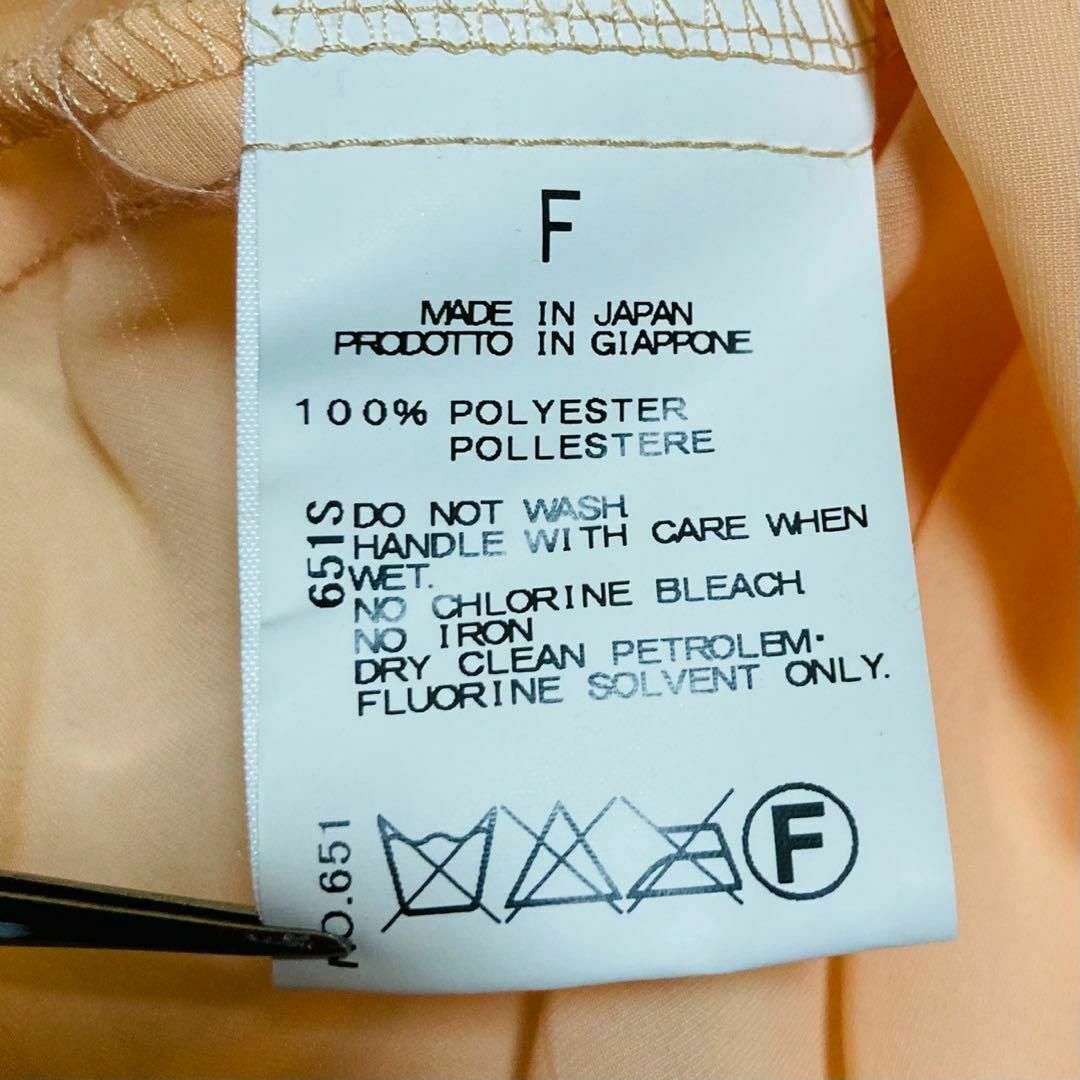 F
MADE IN JAPAN
PRODOTTO IN GIAPPONE
100% POLYESTER
POLLESTERE
651S
DO NOT WASH
HANDLE WITH CARE WHEN
WET.
NO CHLORINE BLEACH
NO IRON
DRY CLEAN PETROLEM·
FLUORINE SOLVENT ONLY.
NO.651
F